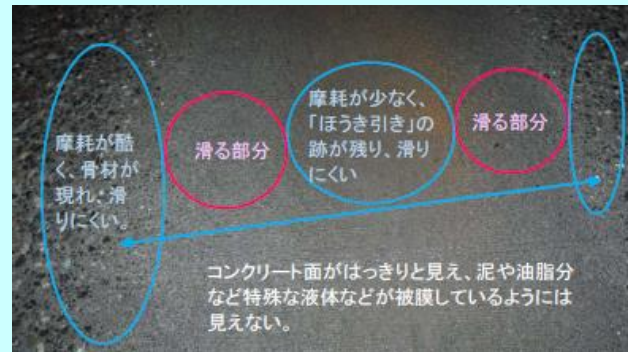 摩耗が酷
く、骨材が
現れ、滑
りにくい。
滑る部分
摩耗が少なく、
「ほうき引き」の
跡が残り、滑り
にくい
滑る部分
コンクリート面がはっきりと見え、泥や油脂分
など特殊な液体などが被膜しているようには
見えない。